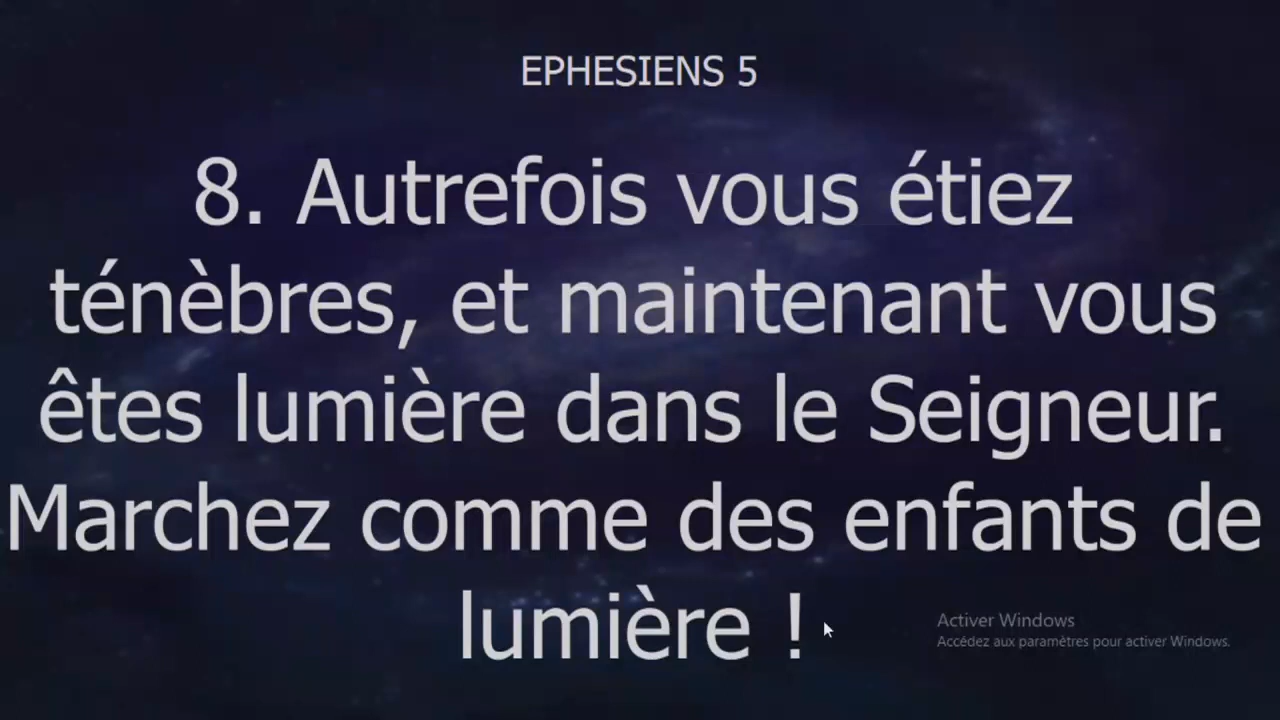 EPHESIENS 5
8. Autrefois vous étiez
ténèbres, et maintenant vous
êtes lumière dans le Seigneur.
Marchez comme des enfants de
lumière !
Activer Windows
Accédez aux paramètres pour activer Windows.